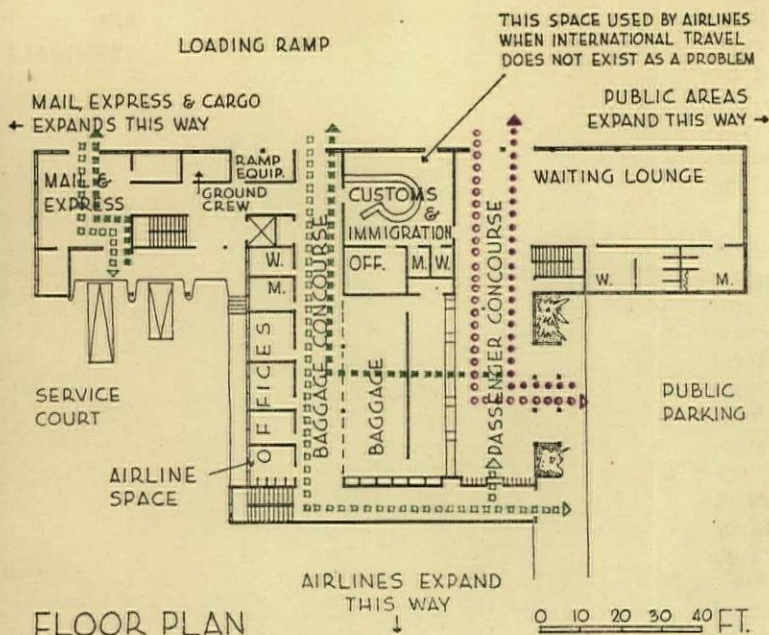 THIS SPACE USED BY AIRLINES
WHEN INTERNATIONAL TRAVEL
DOES NOT EXIST AS A PROBLEM
LOADING RAMP
MAIL, EXPRESS & CARGO
← EXPANDS THIS WAY
PUBLIC AREAS
EXPAND THIS WAY →
MAIL &
EXPRESS
RAMP
EQUIP.
GROUND
CREW
CUSTOMS
&
IMMIGRATION
WAITING LOUNGE
W.
M.
OFF.
M.
W.
W.
M.
OFFICES
BAGGAGE CONCOURSE
BAGGAGE
PASSENGER CONCOURSE
SERVICE
COURT
PUBLIC
PARKING
AIRLINE
SPACE
AIRLINES EXPAND
THIS WAY
↓
FLOOR PLAN
0 10 20 30 40 FT.